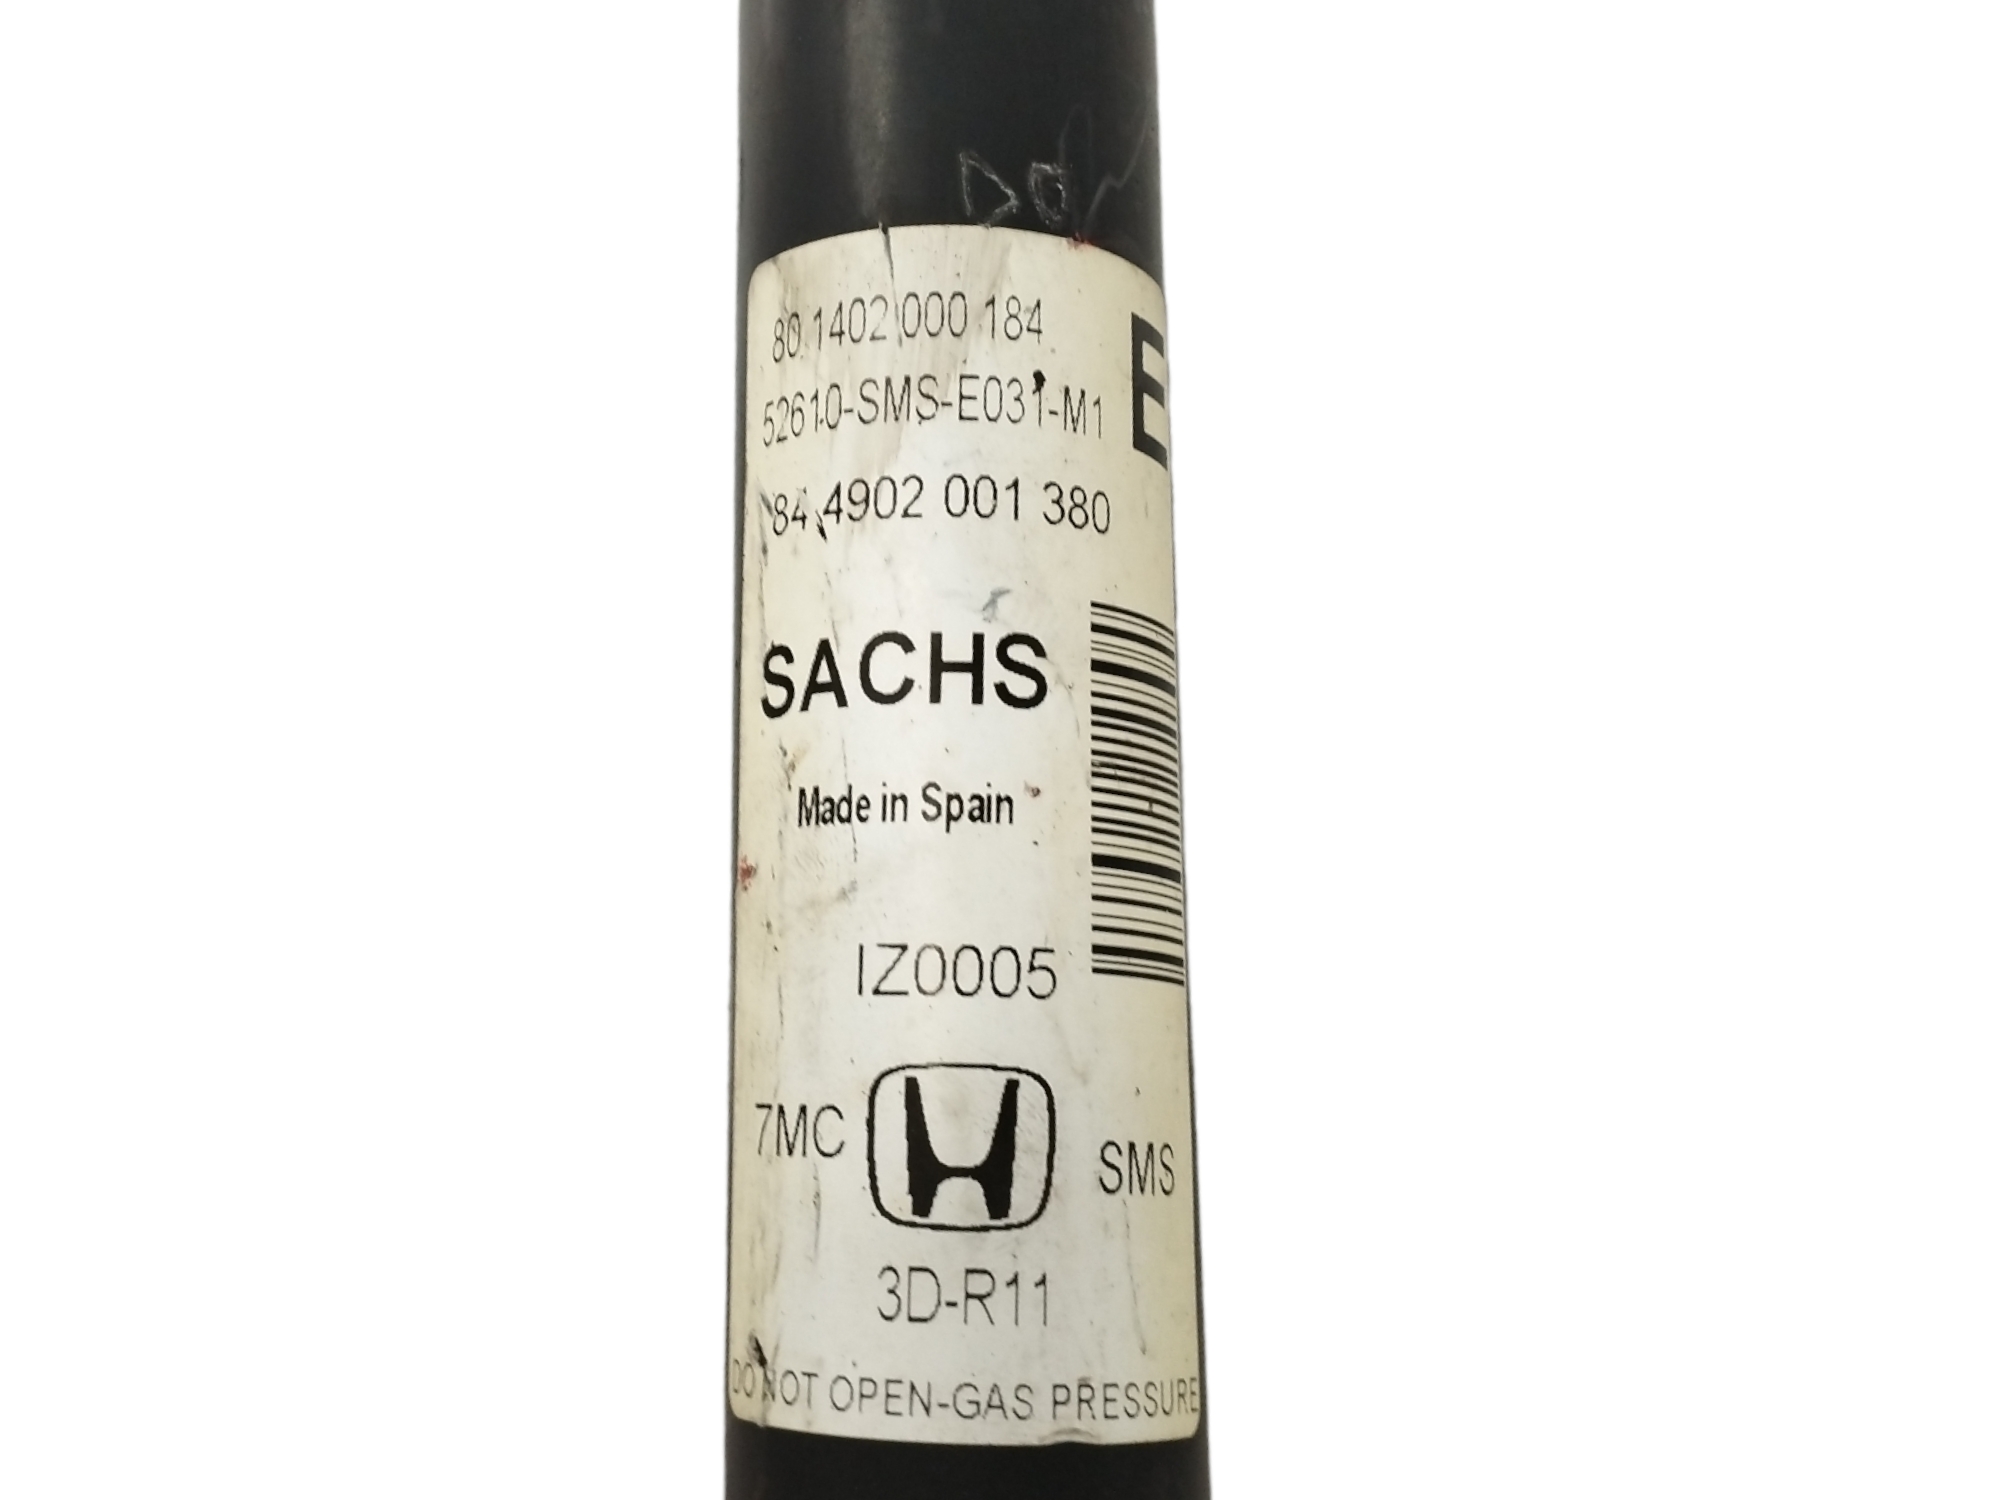 80 1402 000 184
E
52610-SMS-E031-M1
84 4902 001 380
SACHS
Made in Spain
IZ0005
7MC
SMS
3D-R11
DO NOT OPEN-GAS PRESSURE